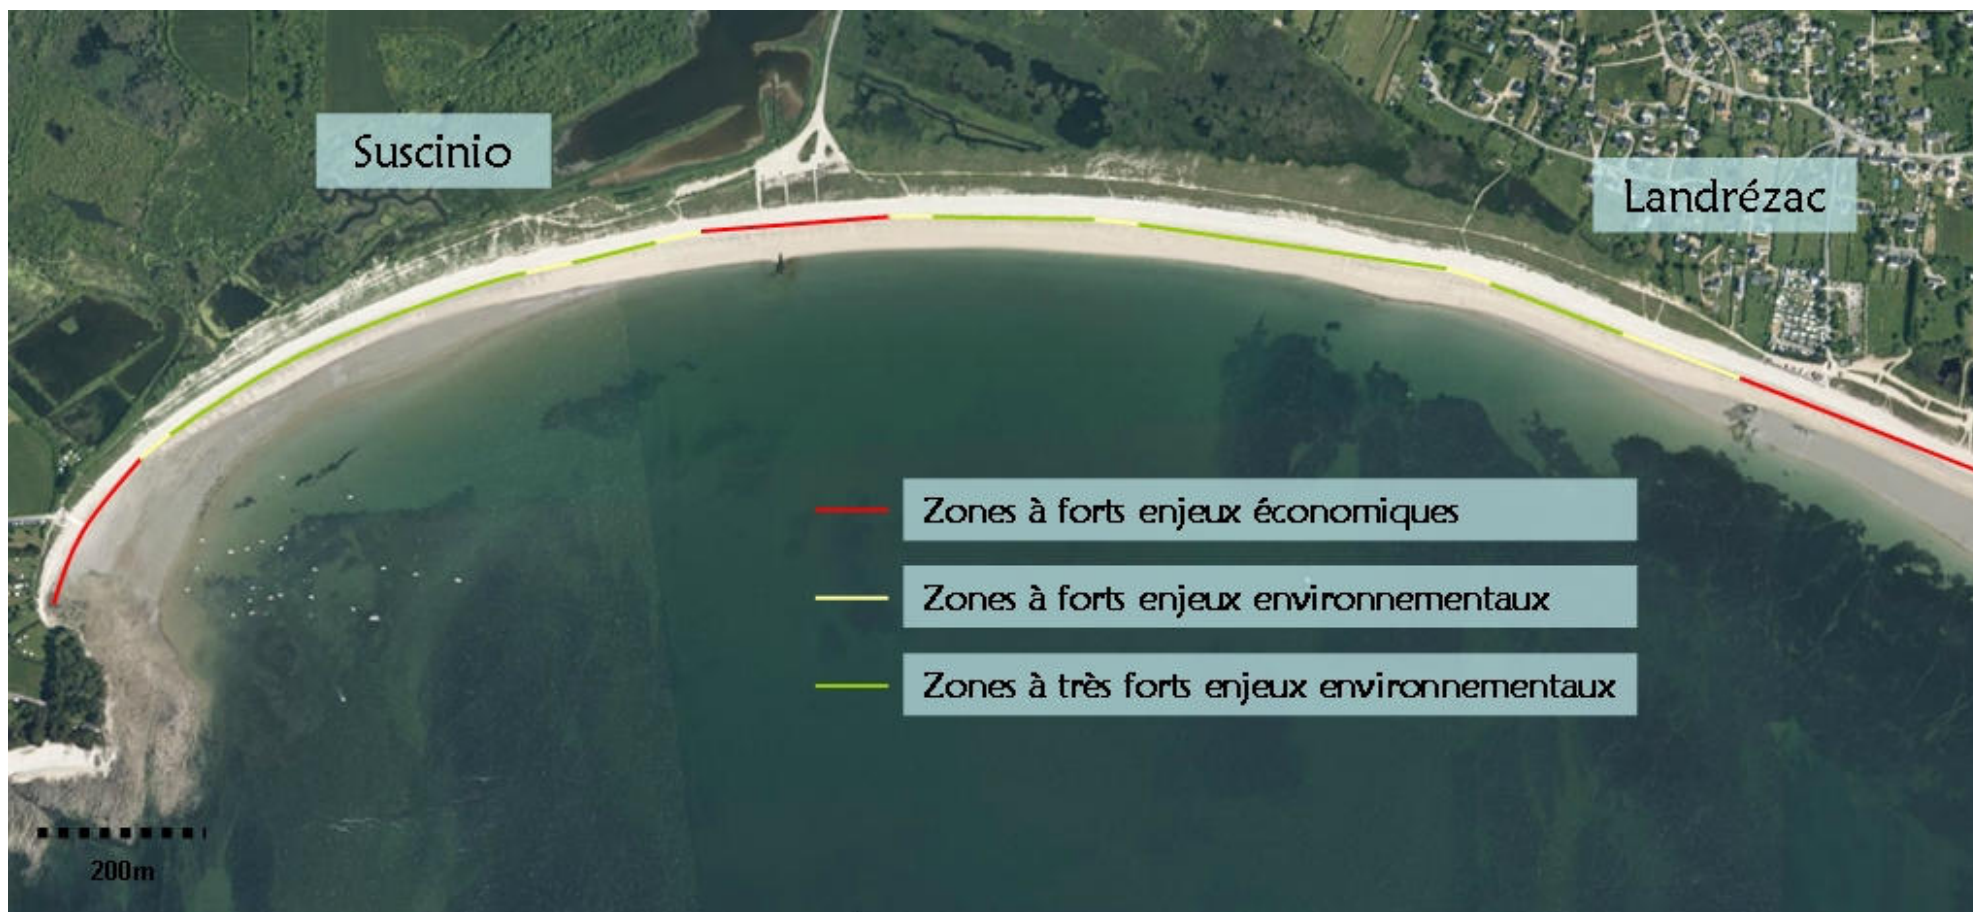 Suscinio
Landrézac
Zones à forts enjeux économiques
Zones à forts enjeux environnementaux
Zones à très forts enjeux environnementaux
200m